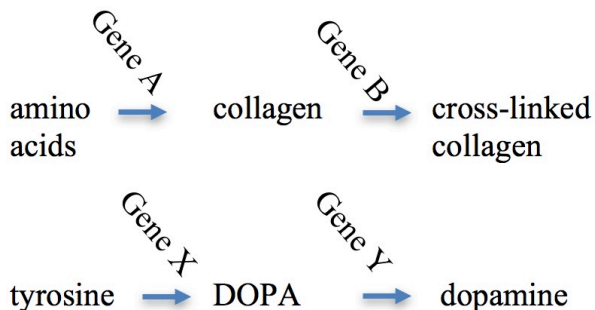 Gene A
Gene B
amino
acids
collagen
cross-linked
collagen
Gene X
Gene Y
tyrosine
DOPA
dopamine